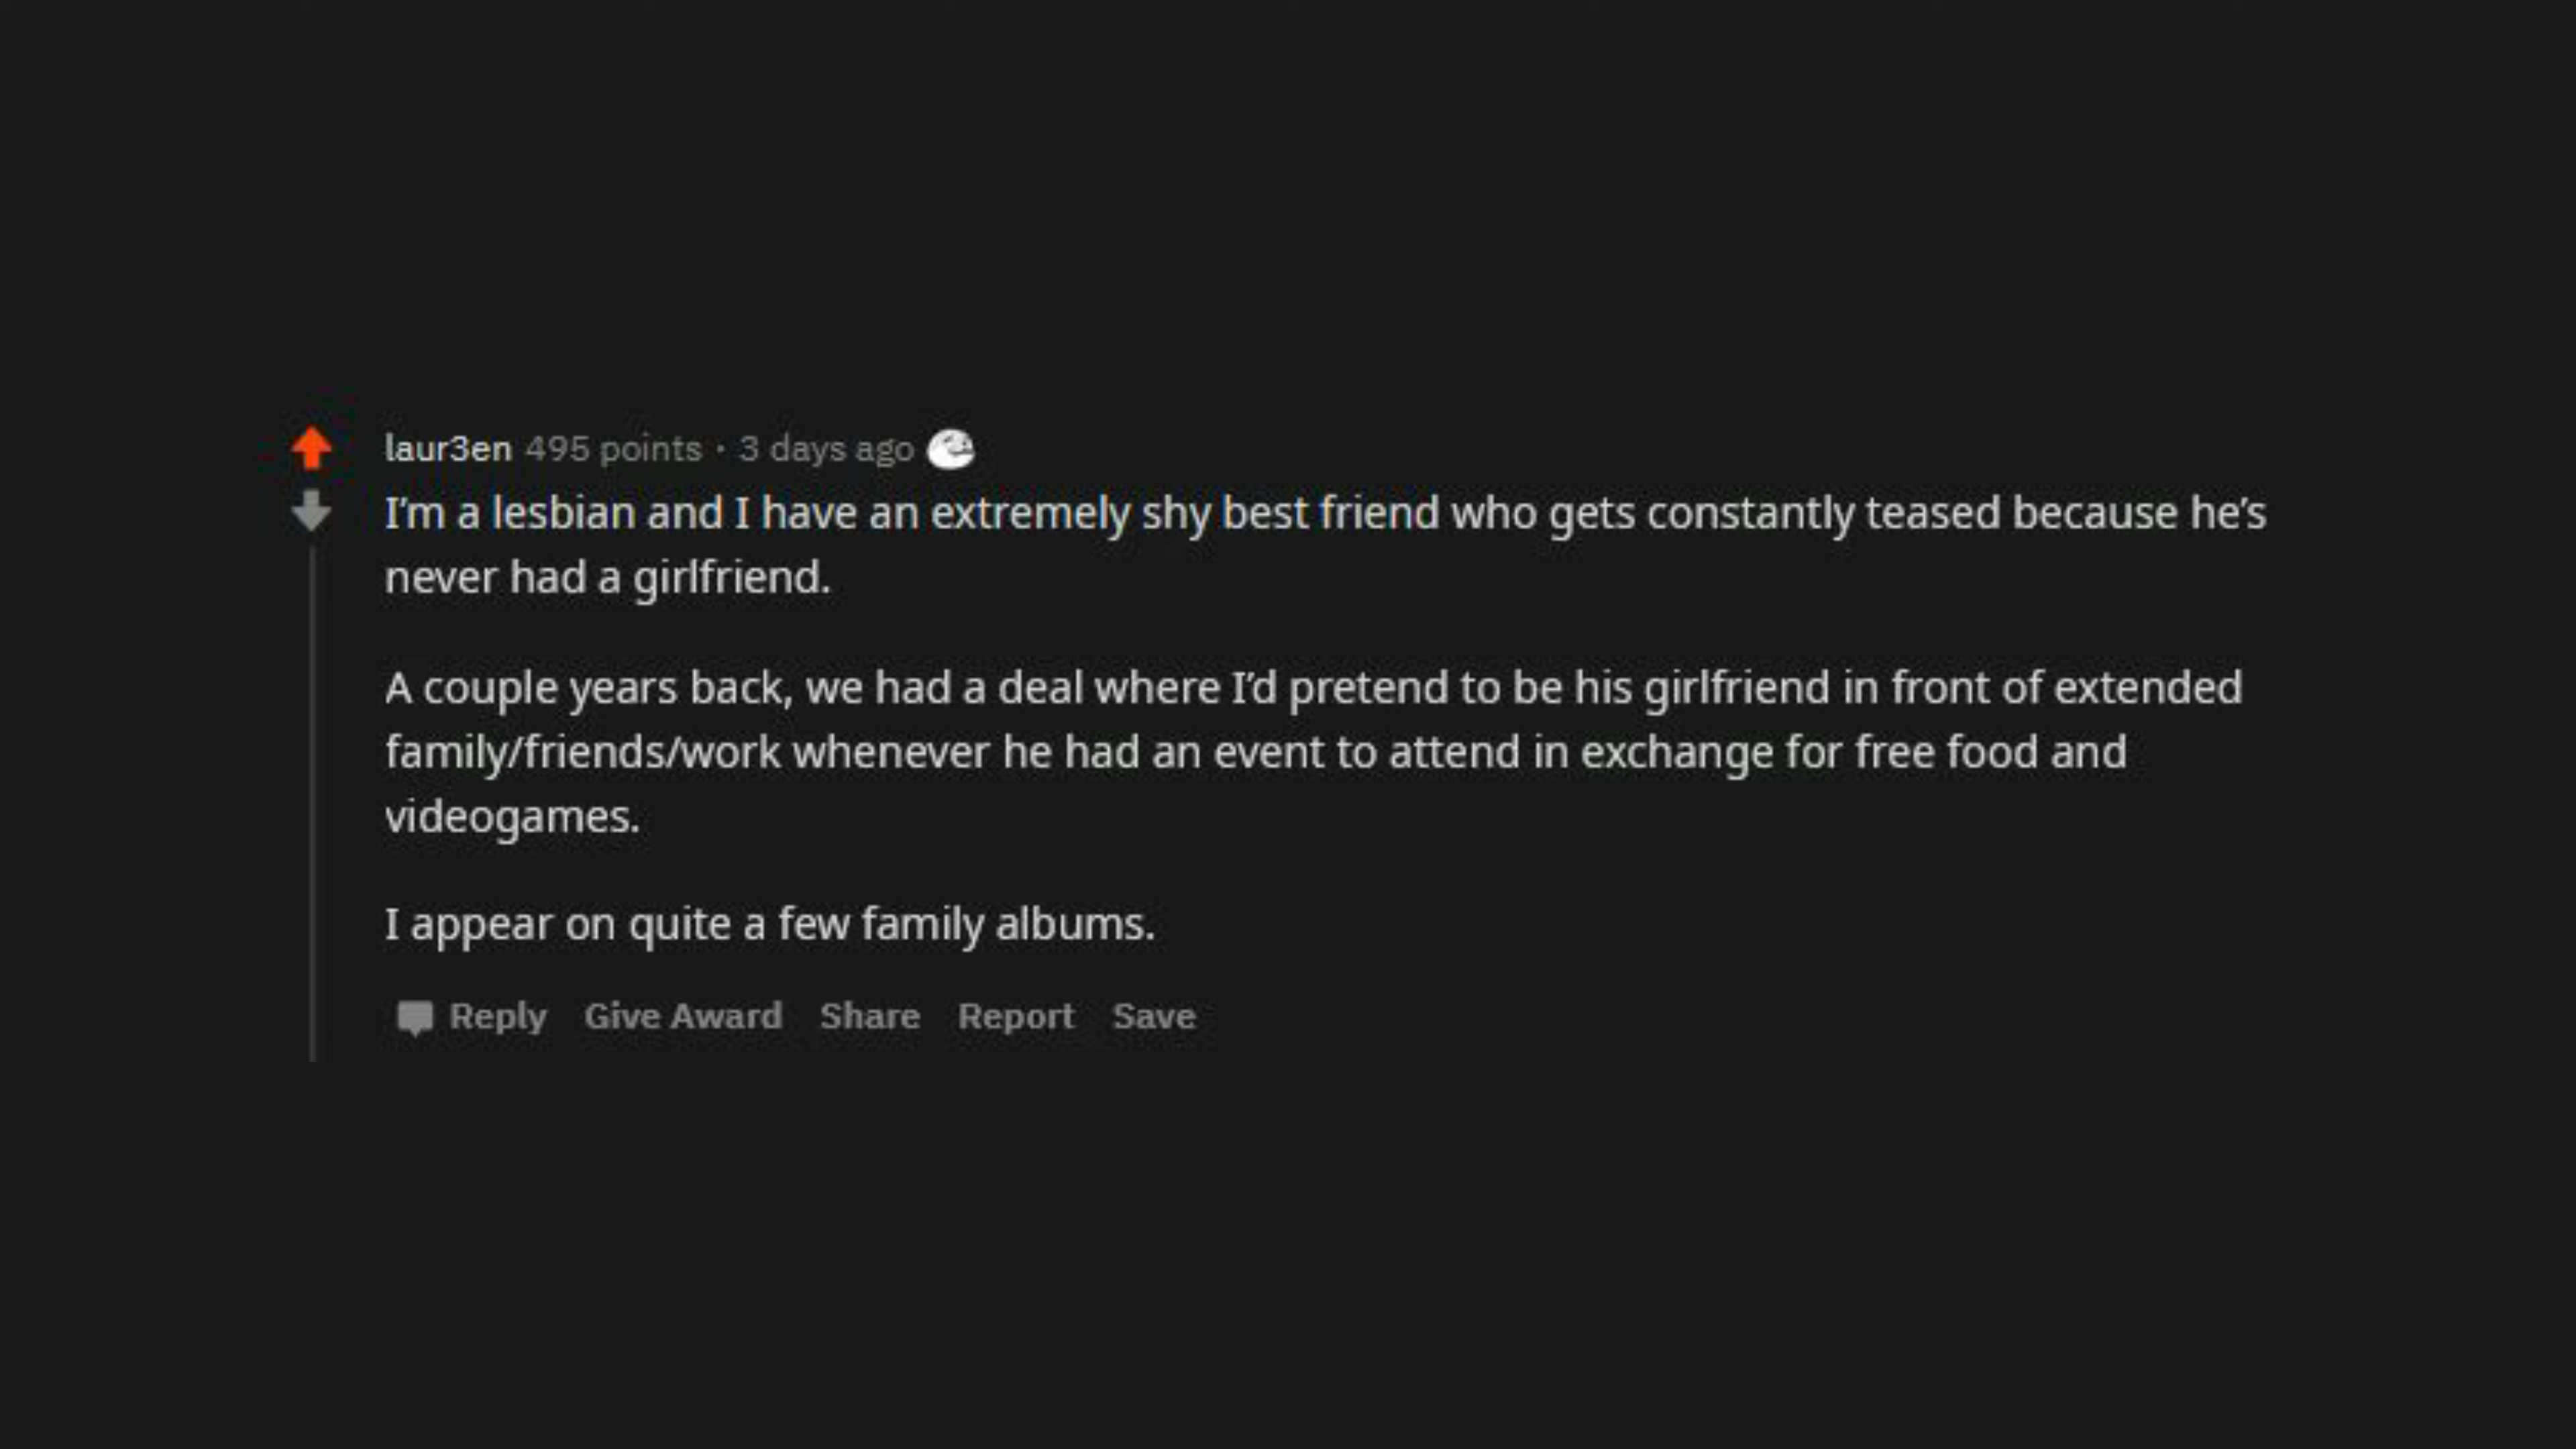 laur3en 495 points · 3 days ago
I’m a lesbian and I have an extremely shy best friend who gets constantly teased because he’s
never had a girlfriend.
A couple years back, we had a deal where I’d pretend to be his girlfriend in front of extended
family/friends/work whenever he had an event to attend in exchange for free food and
videogames.
I appear on quite a few family albums.
Reply Give Award Share Report Save